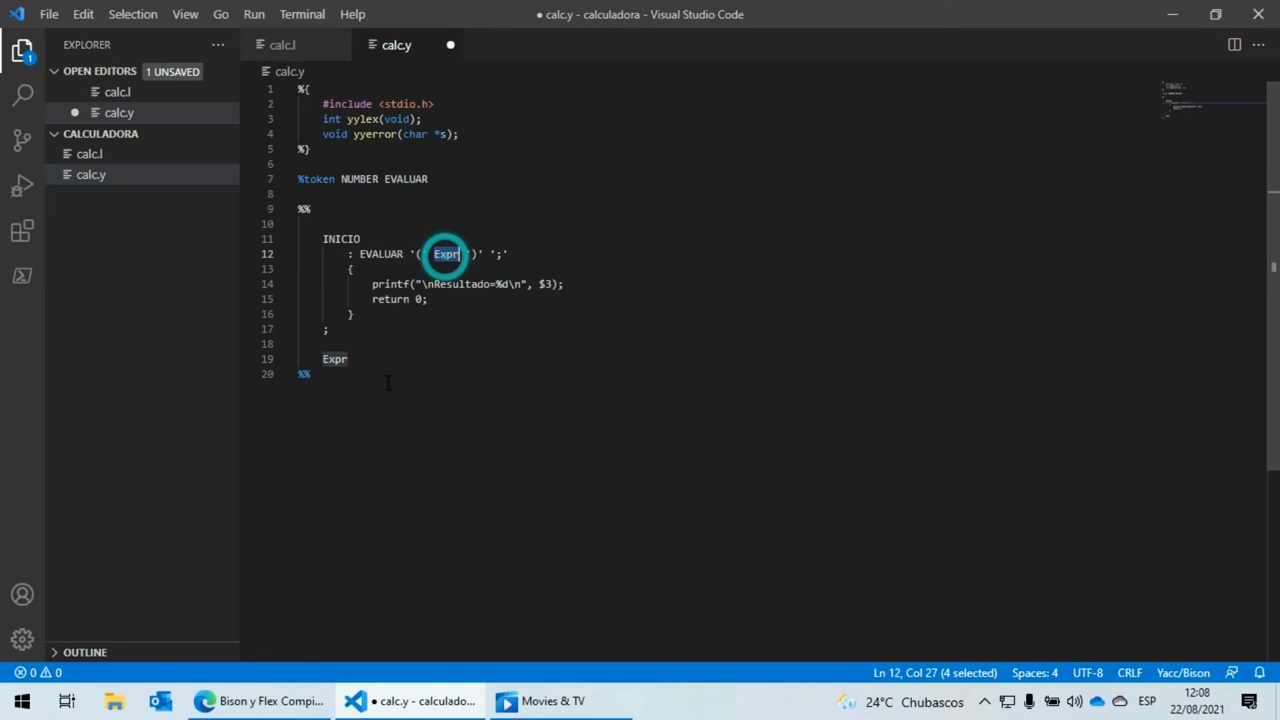 File Edit Selection View Go Run Terminal Help
● calc.y - calculadora - Visual Studio Code
EXPLORER
OPEN EDITORS 1 UNSAVED
calc.l
calc.y
CALCULADORA
calc.l
calc.y
OUTLINE
calc.l calc.y
calc.y
1 %{
2 #include <stdio.h>
3 int yylex(void);
4 void yyerror(char *s);
5 %}
6
7 %token NUMBER EVALUAR
8
9 %%
10
11 INICIO
12 : EVALUAR '(' Expr ')' ';'
13 {
14 printf("\nResultado=%d\n", $3);
15 return 0;
16 }
17 ;
18
19 Expr
20 %%
1
0 0
Ln 12, Col 27 (4 selected) Spaces: 4 UTF-8 CRLF Yacc/Bison
Bison y Flex Compi...
● calc.y - calculado...
Movies & TV
24°C Chubascos
ESP
12:08
22/08/2021